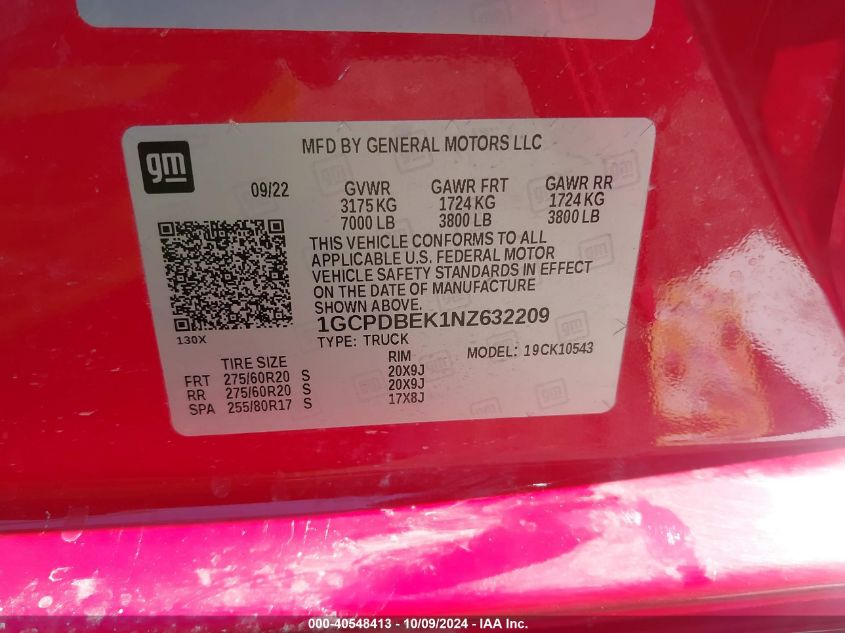 gm
MFD BY GENERAL MOTORS LLC
09/22 GVWR GAWR FRT GAWR RR
3175 KG 1724 KG 1724 KG
7000 LB 3800 LB 3800 LB
THIS VEHICLE CONFORMS TO ALL
APPLICABLE U.S. FEDERAL MOTOR
VEHICLE SAFETY STANDARDS IN EFFECT
ON THE DATE OF MANUFACTURE
SHOWN ABOVE.
1GCPDBEK1NZ632209
130X
TYPE: TRUCK
MODEL: 19CK10543
TIRE SIZE RIM
FRT 275/60R20 S 20X9J
RR 275/60R20 S 20X9J
SPA 255/80R17 S 17X8J
000-40548413 - 10/09/2024 - IAA Inc.